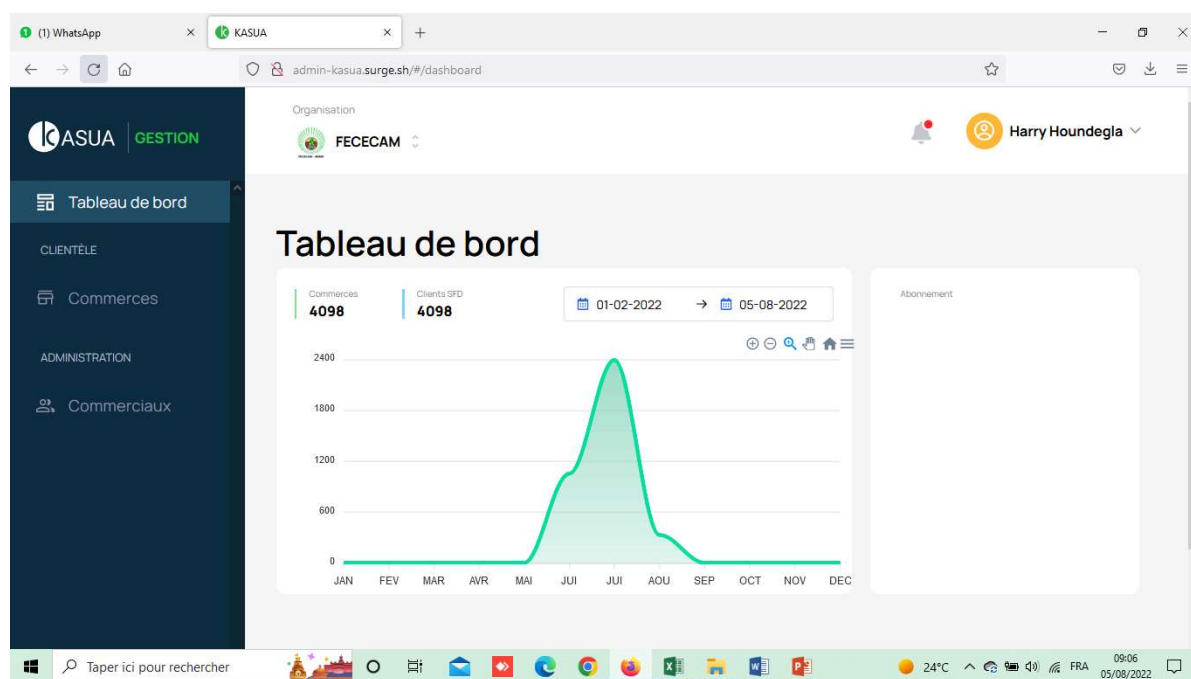 (1) WhatsApp
KASUA
admin-kasua.surge.sh/#/dashboard
KASUA GESTION
Organisation
FECECAM
Harry Houndegla
Tableau de bord
CLIENTÈLE
Commerces
ADMINISTRATION
Commerciaux
Tableau de bord
Commerces
4098
Clients SFD
4098
01-02-2022 → 05-08-2022
Abonnement
2400
1800
1200
600
0
JAN FEV MAR AVR MAI JUI JUI AOU SEP OCT NOV DEC
Taper ici pour rechercher
24°C
FRA
09:06
05/08/2022